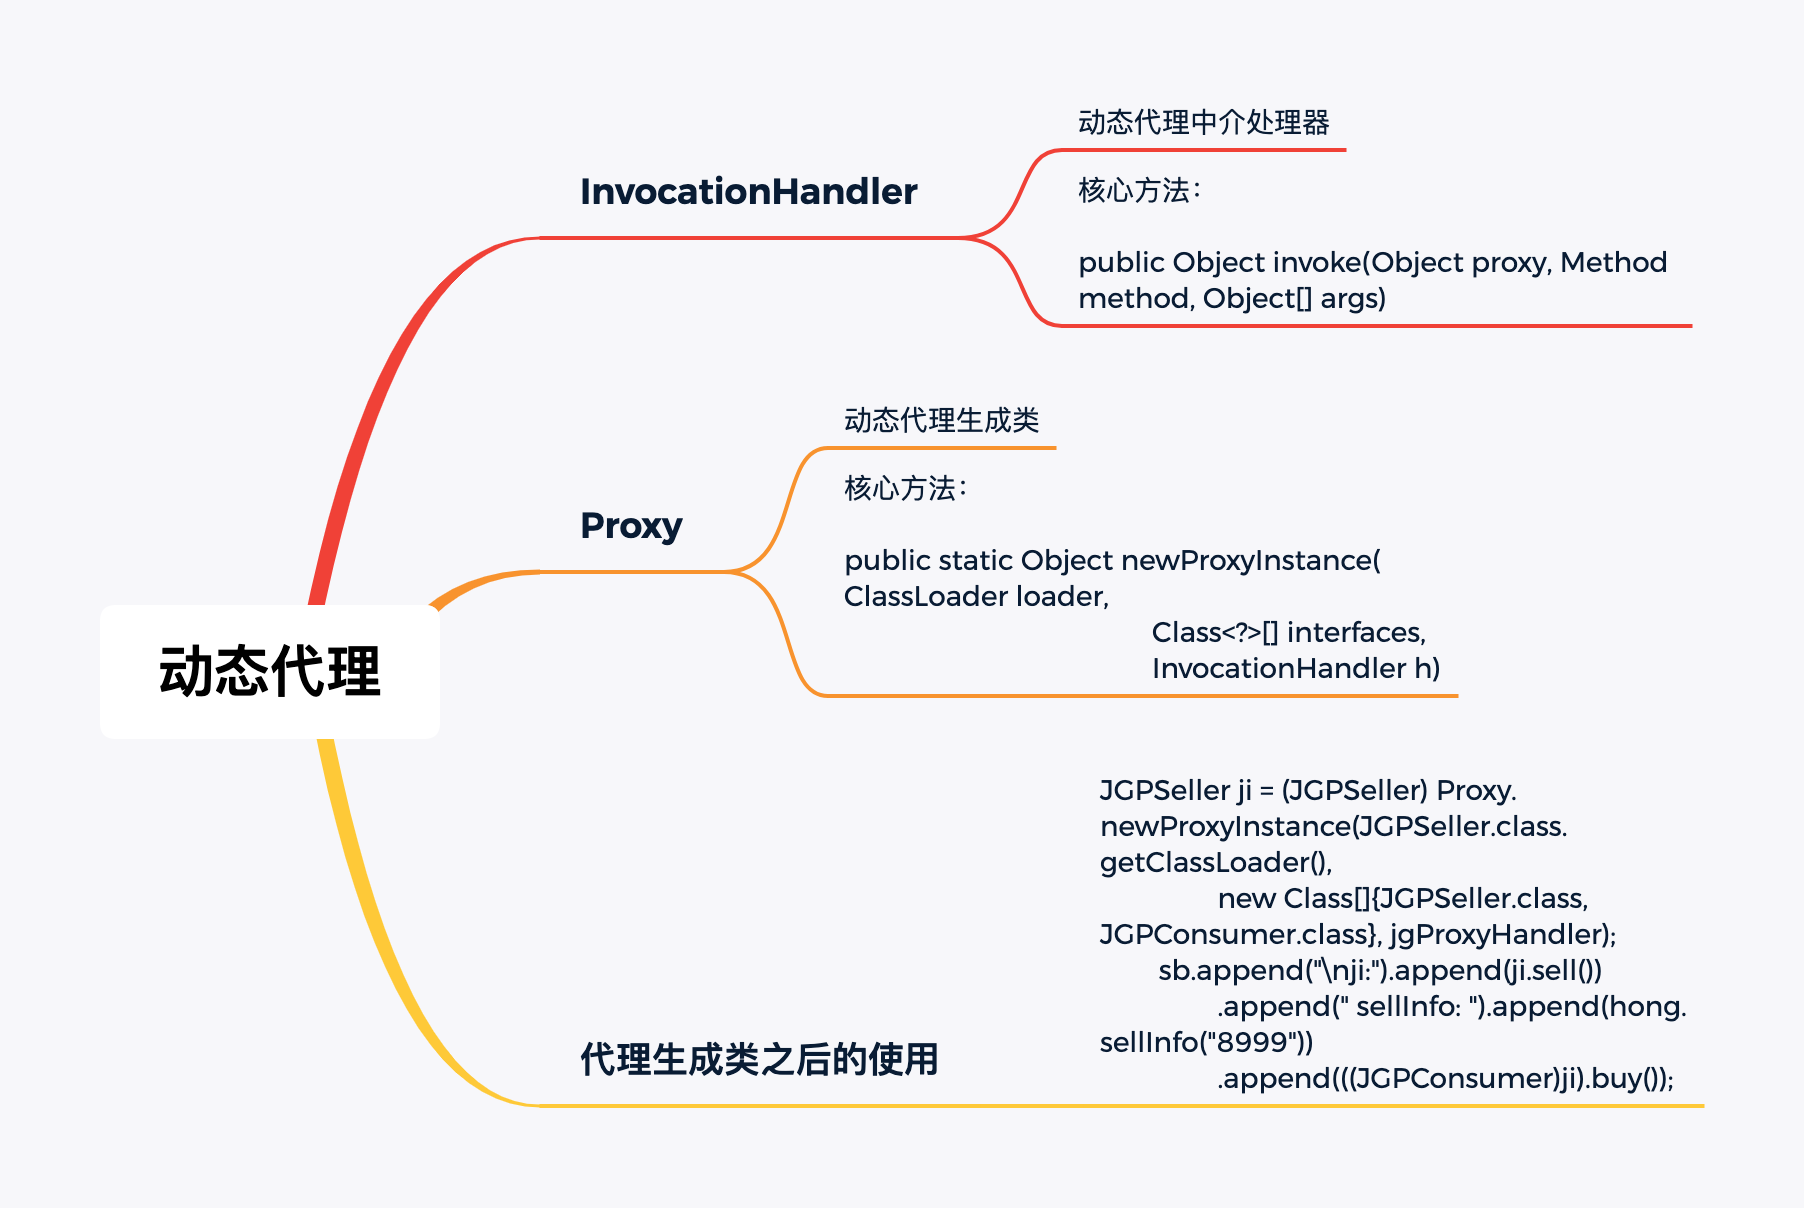 动态代理
InvocationHandler
动态代理中介处理器
核心方法：
public Object invoke(Object proxy, Method
method, Object[] args)
Proxy
动态代理生成类
核心方法：
public static Object newProxyInstance(
ClassLoader loader,
Class<?>[] interfaces,
InvocationHandler h)
代理生成类之后的使用
JGPSeller ji = (JGPSeller) Proxy.
newProxyInstance(JGPSeller.class.
getClassLoader(),
new Class[]{JGPSeller.class,
JGPConsumer.class}, jgProxyHandler);
sb.append("\nji:").append(ji.sell())
.append(" sellInfo: ").append(hong.
sellInfo("8999"))
.append(((JGPConsumer)ji).buy());